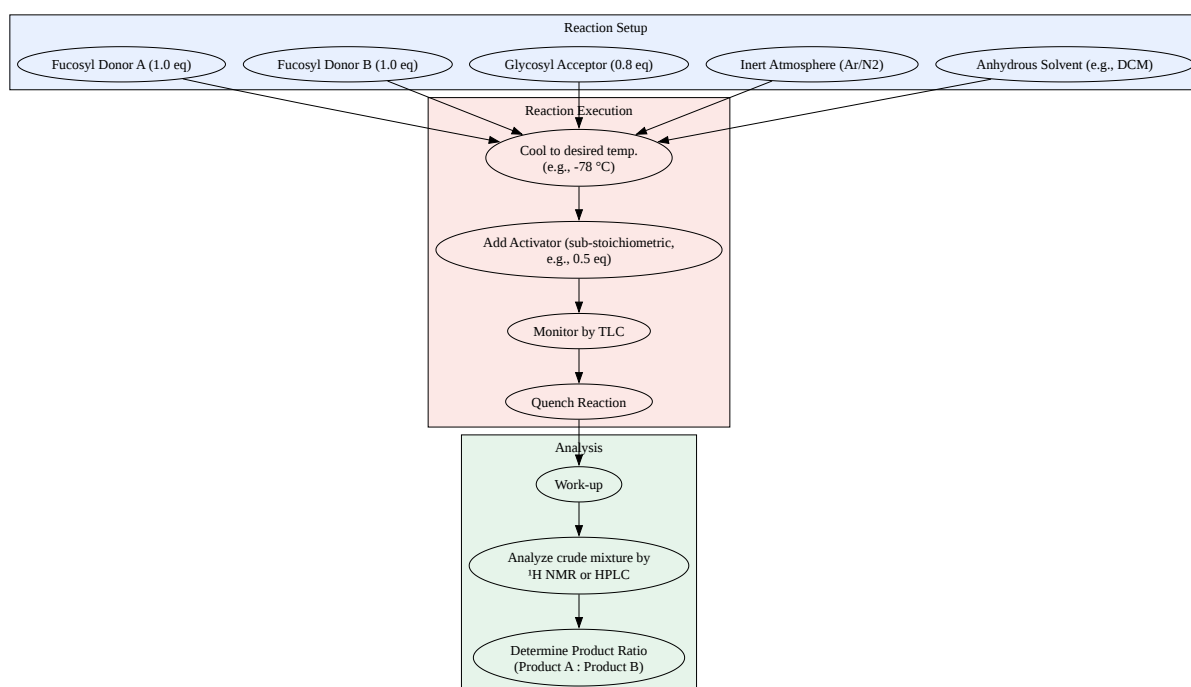 Reaction Setup
Fucosyl Donor A (1.0 eq)
Fucosyl Donor B (1.0 eq)
Glycosyl Acceptor (0.8 eq)
Inert Atmosphere (Ar/N2)
Anhydrous Solvent (e.g., DCM)
Reaction Execution
Cool to desired temp.
(e.g., -78 °C)
Add Activator (sub-stoichiometric,
e.g., 0.5 eq)
Monitor by TLC
Quench Reaction
Analysis
Work-up
Analyze crude mixture by
¹H NMR or HPLC
Determine Product Ratio
(Product A : Product B)